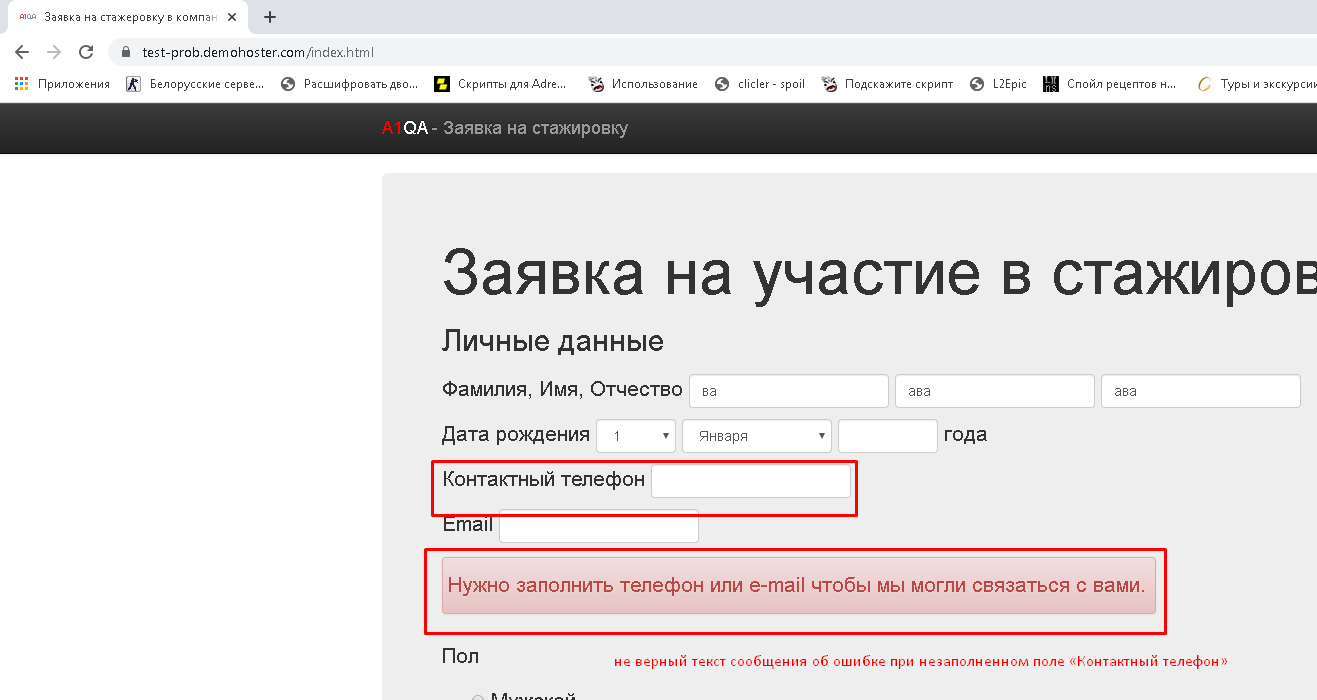 A1QA Заявка на стажеровку в компан
test-prob.demohoster.com/index.html
Приложения Белорусские серве... Расшифровать дво... Скрипты для Adre... Использование clicler - spoil Подскажите скрипт L2Epic Спойл рецептов н... Туры и экскурсии
A1QA - Заявка на стажировку
Заявка на участие в стажиров
Личные данные
Фамилия, Имя, Отчество ва ава ава
Дата рождения 1 Января года
Контактный телефон
Email
Нужно заполнить телефон или e-mail чтобы мы могли связаться с вами.
Пол
не верный текст сообщения об ошибке при незаполненном поле «Контактный телефон»
Мужской